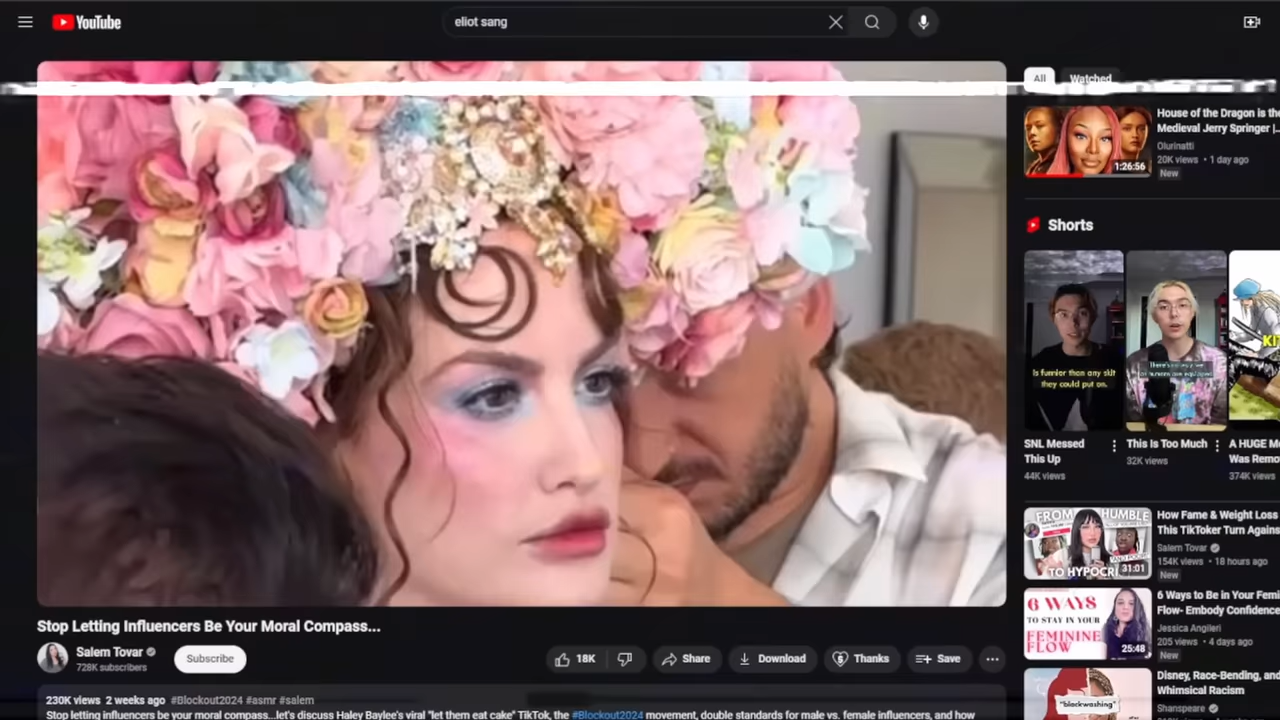 YouTube
eliot sang
All
Watched
House of the Dragon is the
Medieval Jerry Springer |
Olurinatti
20K views • 1 day ago
New
1:26:56
Shorts
Is funnier than any skit
they could put on.
SNL Messed
This Up
44K views
This Is Too Much
32K views
A HUGE M
Was Remo
374K views
FROM HUMBLE
TO HYPOCRI
31:01
How Fame & Weight Loss
This TikToker Turn Agains
Salem Tovar
154K views • 18 hours ago
New
6 WAYS
TO STAY IN YOUR
FEMININE
FLOW
25:48
6 Ways to Be in Your Femi
Flow- Embody Confidence
Jessica Angileri
205 views • 4 days ago
New
"blackwashing"
Disney, Race-Bending, and
Whimsical Racism
Shanspeare
Stop Letting Influencers Be Your Moral Compass...
Salem Tovar
728K subscribers
Subscribe
18K
Share
Download
Thanks
Save
230K views 2 weeks ago #Blockout2024 #asmr #salem
Stop letting influencers be your moral compass...let's discuss Haley Baylee's viral "let them eat cake" TikTok, the #Blockout2024 movement, double standards for male vs. female influencers, and how